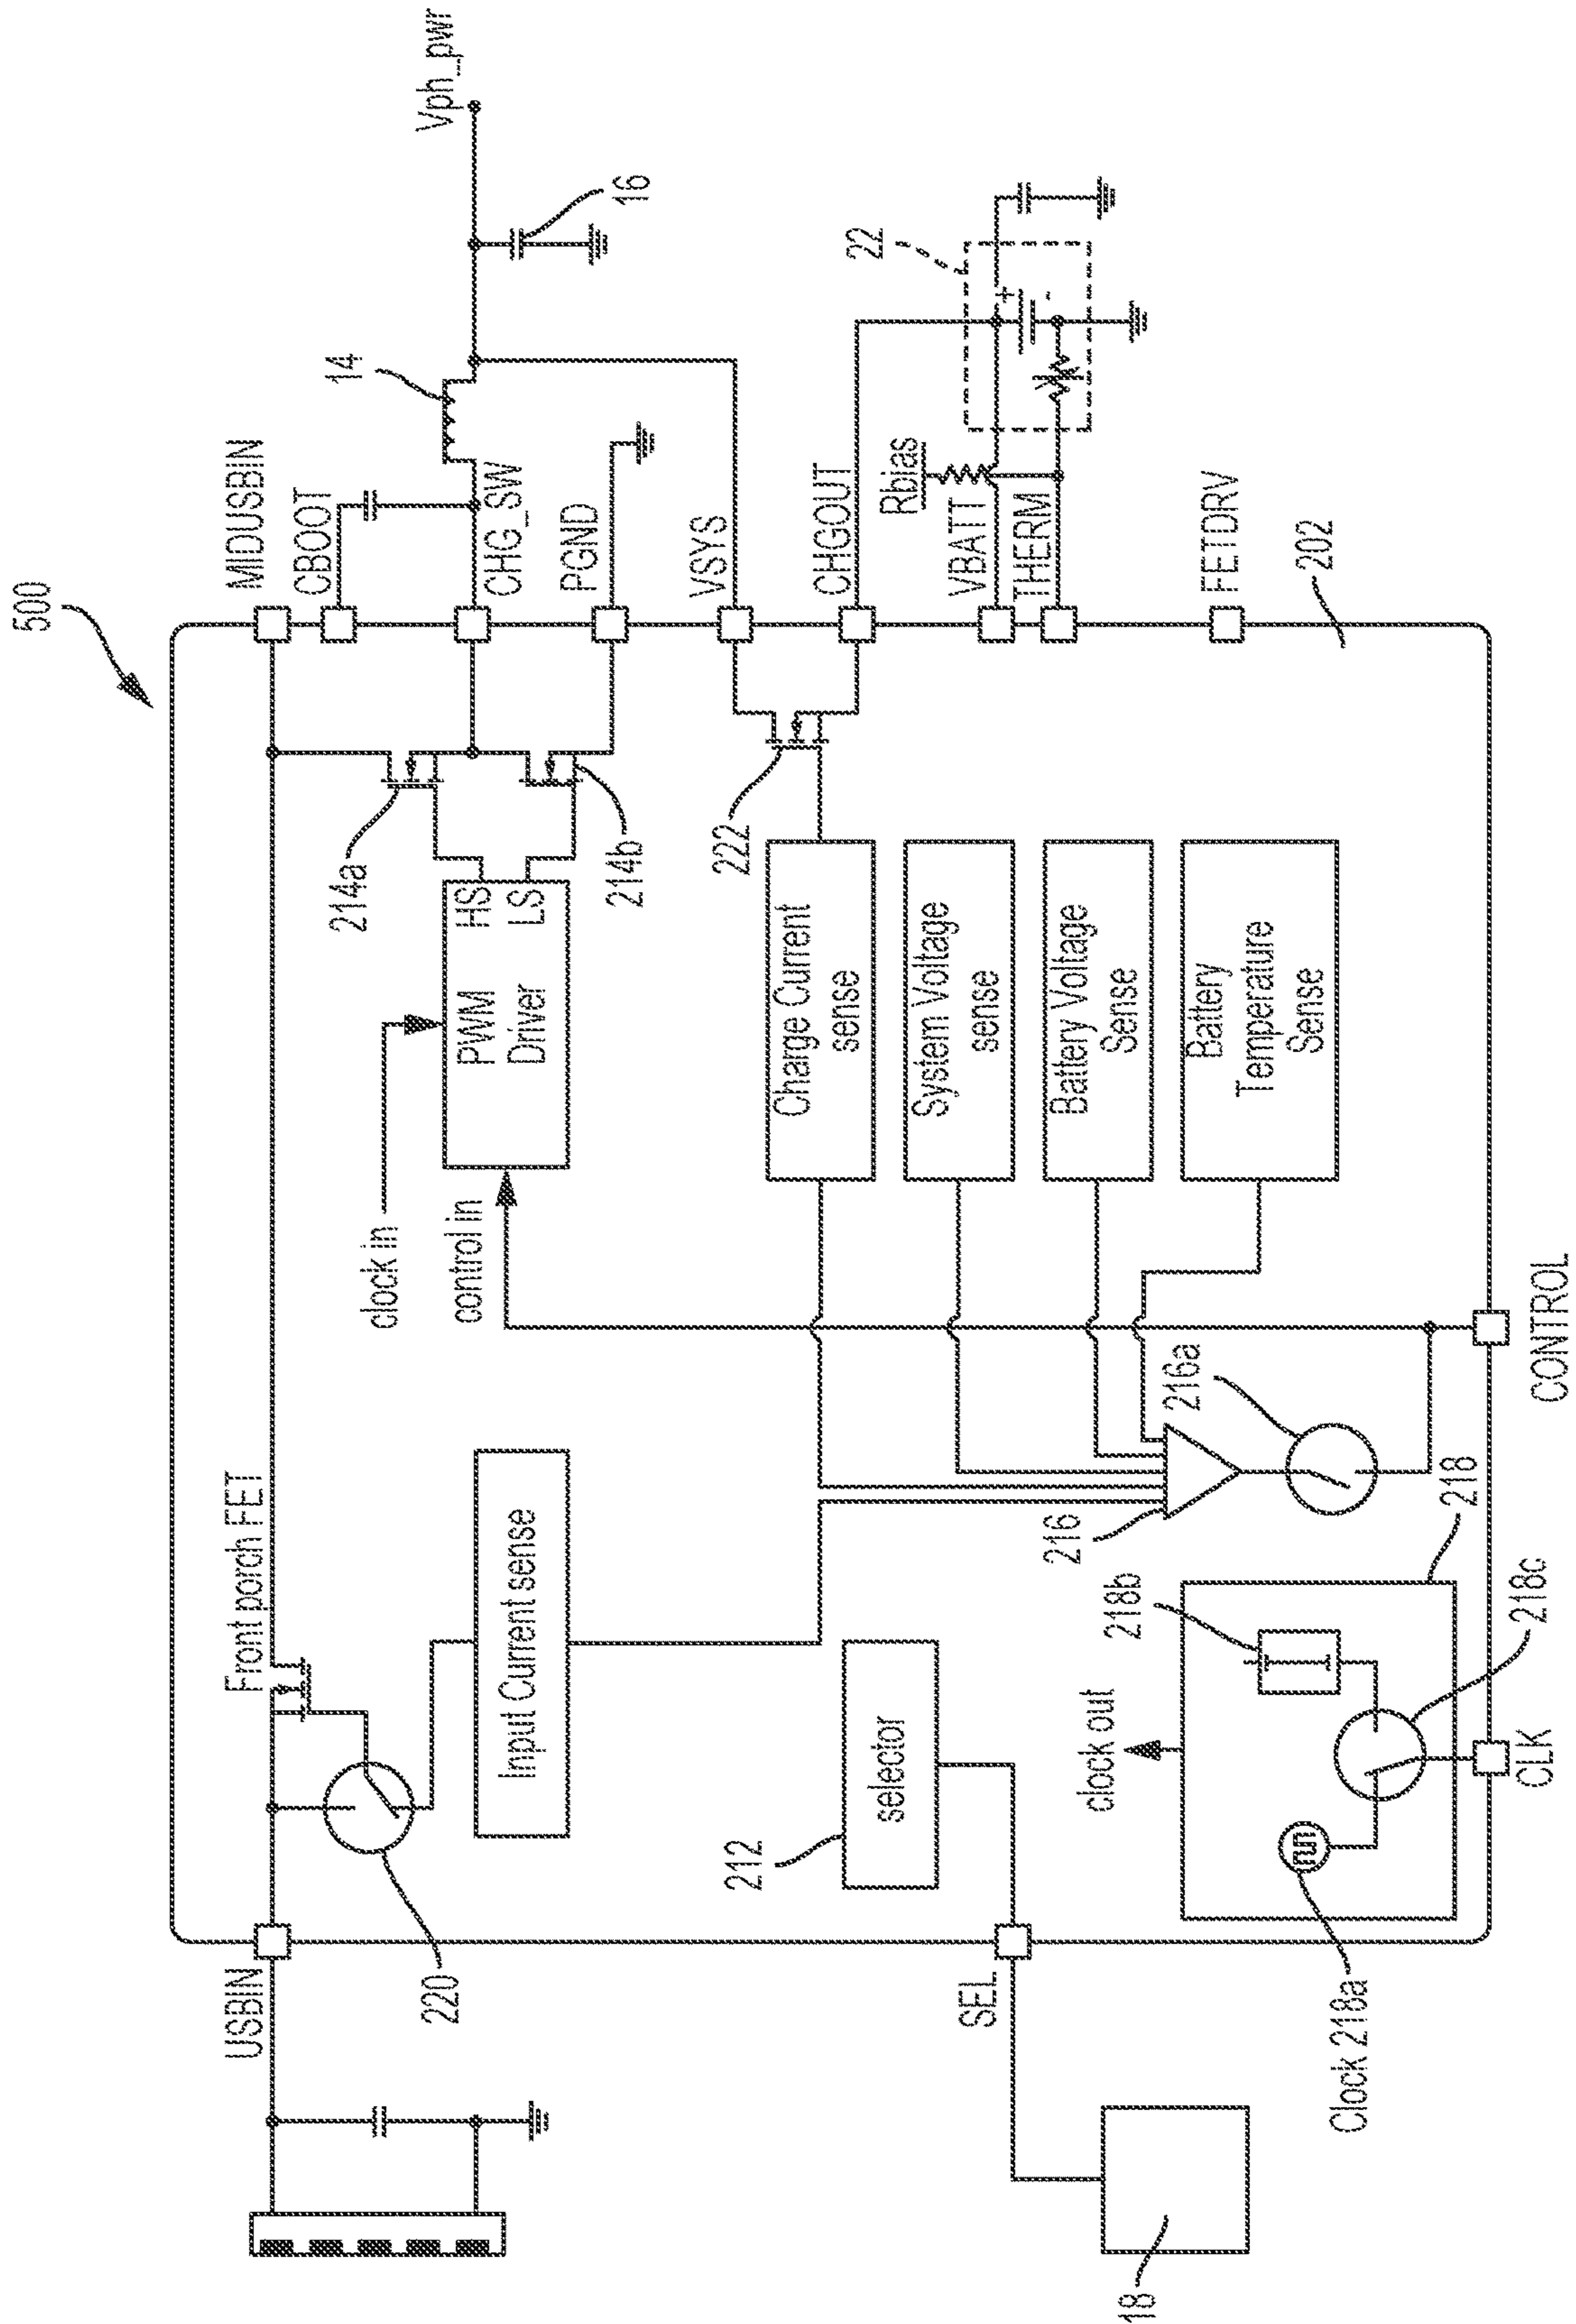 500
USBIN
220
Front porch FET
Input Current sense
clock in
control in
PWM
Driver
HS
LS
214a
214b
MIDUSBIN
CBOOT
CHG_SW
PGND
14
16
Vph_pwr
VSYS
222
CHGOUT
22
+
-
Rbias
VBATT
THERM
FETDRV
202
Charge Current
sense
System Voltage
sense
Battery Voltage
Sense
Battery
Temperature
Sense
212
selector
SEL
18
216
216a
218
218b
218c
clock out
Clock 218a
CLK
CONTROL